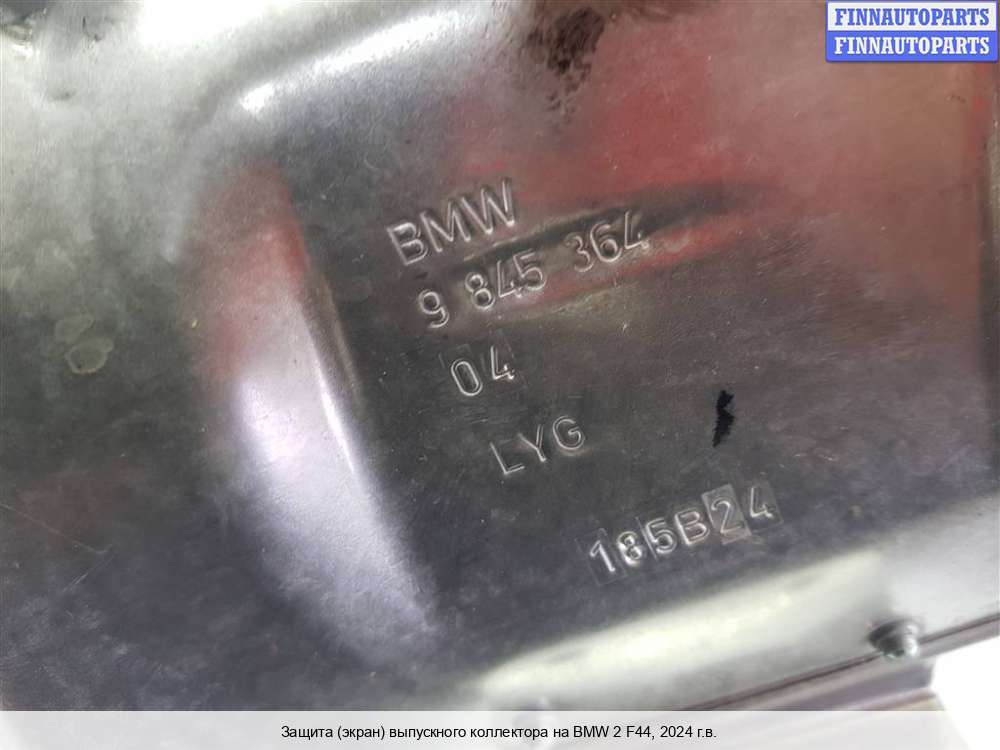 FINNAUTOPARTS
FINNAUTOPARTS
BMW
9 845 364
04
LYG
185B24
Защита (экран) выпускного коллектора на BMW 2 F44, 2024 г.в.